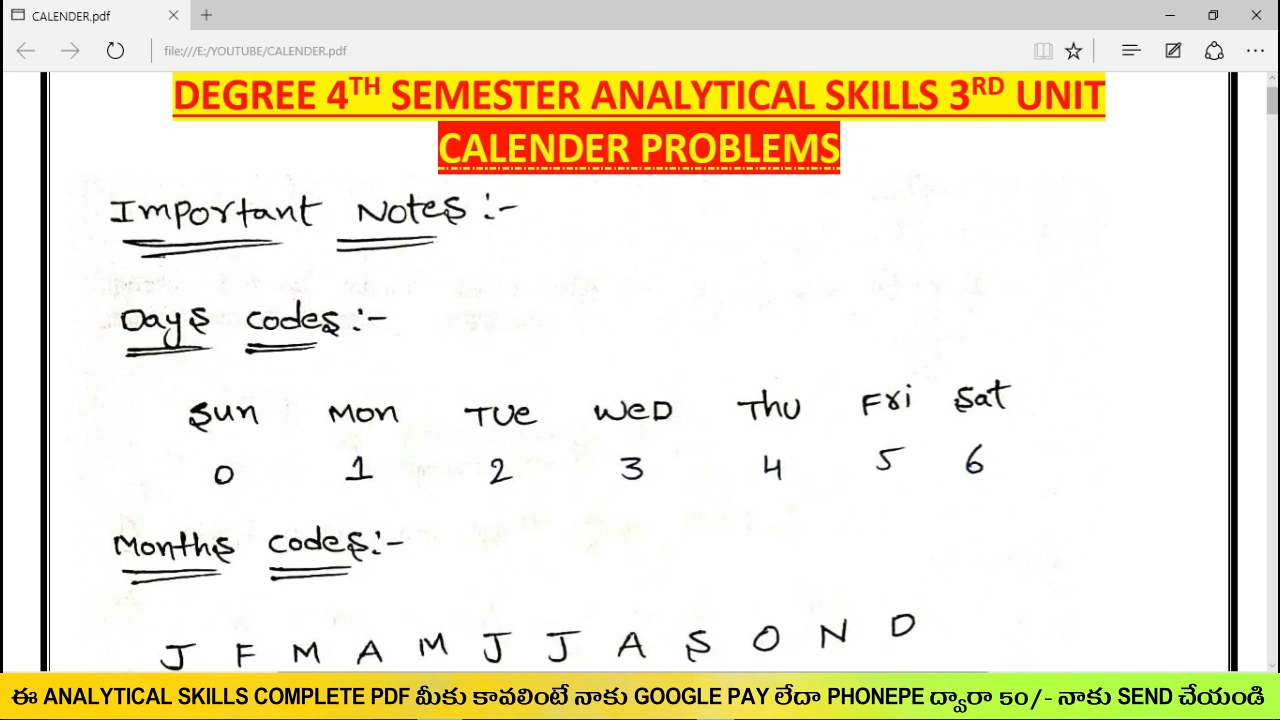 CALENDER.pdf
file:///E:/YOUTUBE/CALENDER.pdf
DEGREE 4TH SEMESTER ANALYTICAL SKILLS 3RD UNIT
CALENDER PROBLEMS
Important Notes:-
Days codes:-
Sun Mon TUe WeD Thu Fri Sat
0 1 2 3 4 5 6
Months codes:-
J F M A M J J A S O N D
ఈ ANALYTICAL SKILLS COMPLETE PDF మీకు కావలింటే నాకు GOOGLE PAY లేదా PHONEPE ద్వారా 50/- నాకు SEND చేయండి